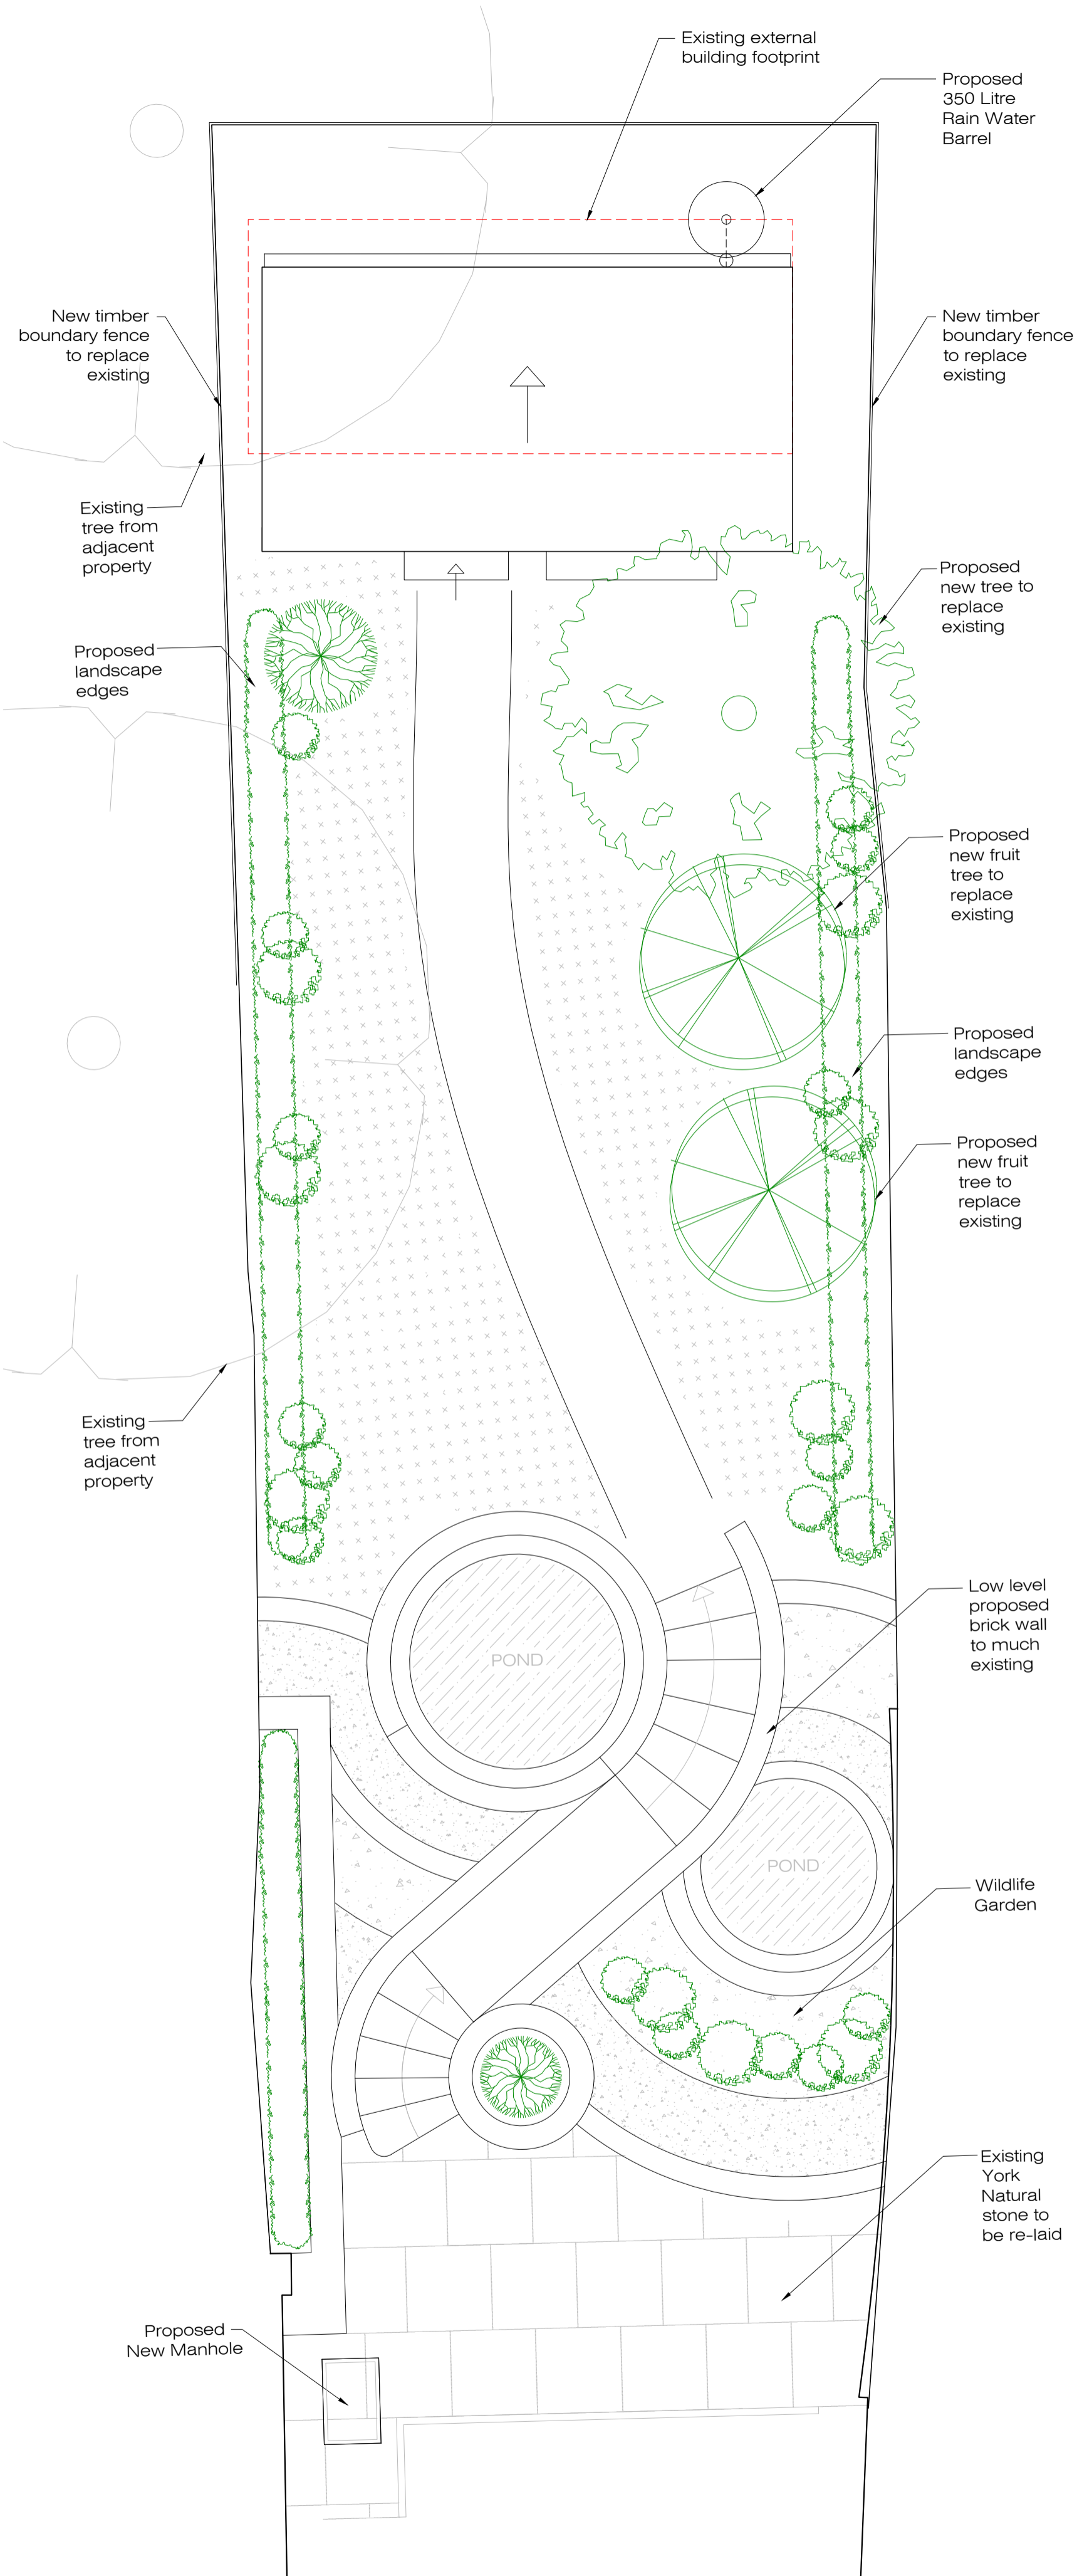 Existing external
building footprint
Proposed
350 Litre
Rain Water
Barrel
New timber
boundary fence
to replace
existing
New timber
boundary fence
to replace
existing
Existing
tree from
adjacent
property
Proposed
new tree to
replace
existing
Proposed
landscape
edges
Proposed
new fruit
tree to
replace
existing
Proposed
landscape
edges
Proposed
new fruit
tree to
replace
existing
Existing
tree from
adjacent
property
Low level
proposed
brick wall
to much
existing
POND
POND
Wildlife
Garden
Existing
York
Natural
stone to
be re-laid
Proposed
New Manhole